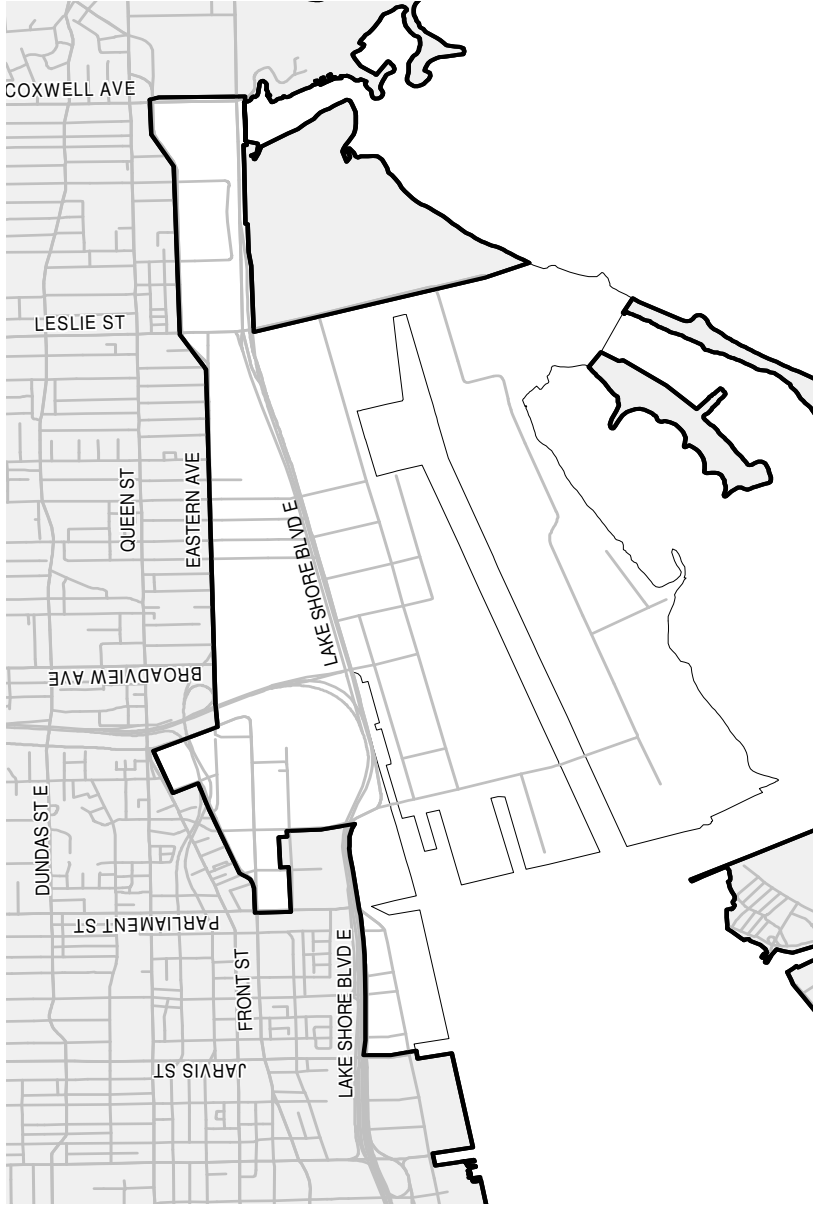 COXWELL AVE
LESLIE ST
QUEEN ST
EASTERN AVE
LAKE SHORE BLVD E
BROADVIEW AVE
DUNDAS ST E
PARLIAMENT ST
FRONT ST
LAKE SHORE BLVD E
JARVIS ST